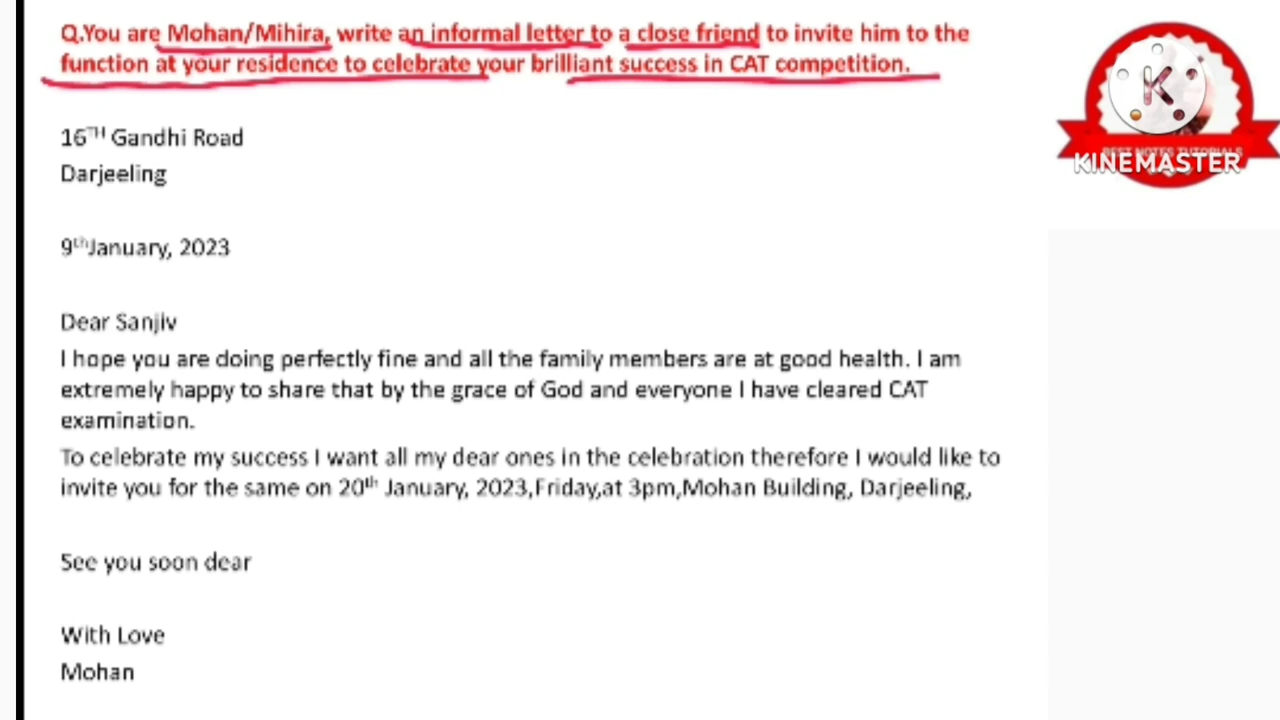 Q.You are Mohan/Mihira, write an informal letter to a close friend to invite him to the
function at your residence to celebrate your brilliant success in CAT competition.
16TH Gandhi Road
Darjeeling
9thJanuary, 2023
Dear Sanjiv
I hope you are doing perfectly fine and all the family members are at good health. I am
extremely happy to share that by the grace of God and everyone I have cleared CAT
examination.
To celebrate my success I want all my dear ones in the celebration therefore I would like to
invite you for the same on 20th January, 2023,Friday,at 3pm,Mohan Building, Darjeeling,
See you soon dear
With Love
Mohan
K
BEST NOTES TUTORIALS
KINEMASTER